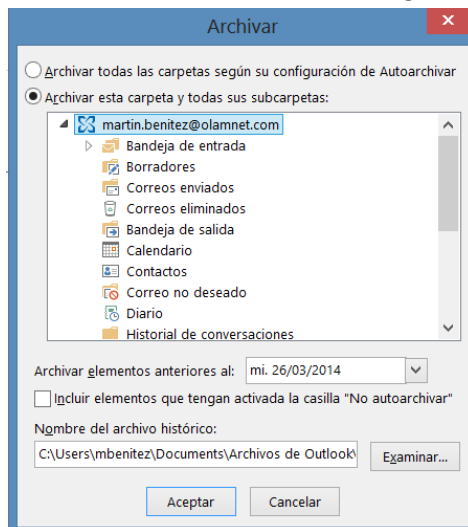 Archivar
Archivar todas las carpetas según su configuración de Autoarchivar
Archivar esta carpeta y todas sus subcarpetas:
martin.benitez@olamnet.com
Bandeja de entrada
Borradores
Correos enviados
Correos eliminados
Bandeja de salida
Calendario
Contactos
Correo no deseado
Diario
Historial de conversaciones
Archivar elementos anteriores al: mi. 26/03/2014
Incluir elementos que tengan activada la casilla "No autoarchivar"
Nombre del archivo histórico:
C:\Users\mbenitez\Documents\Archivos de Outlook\ Examinar...
Aceptar Cancelar